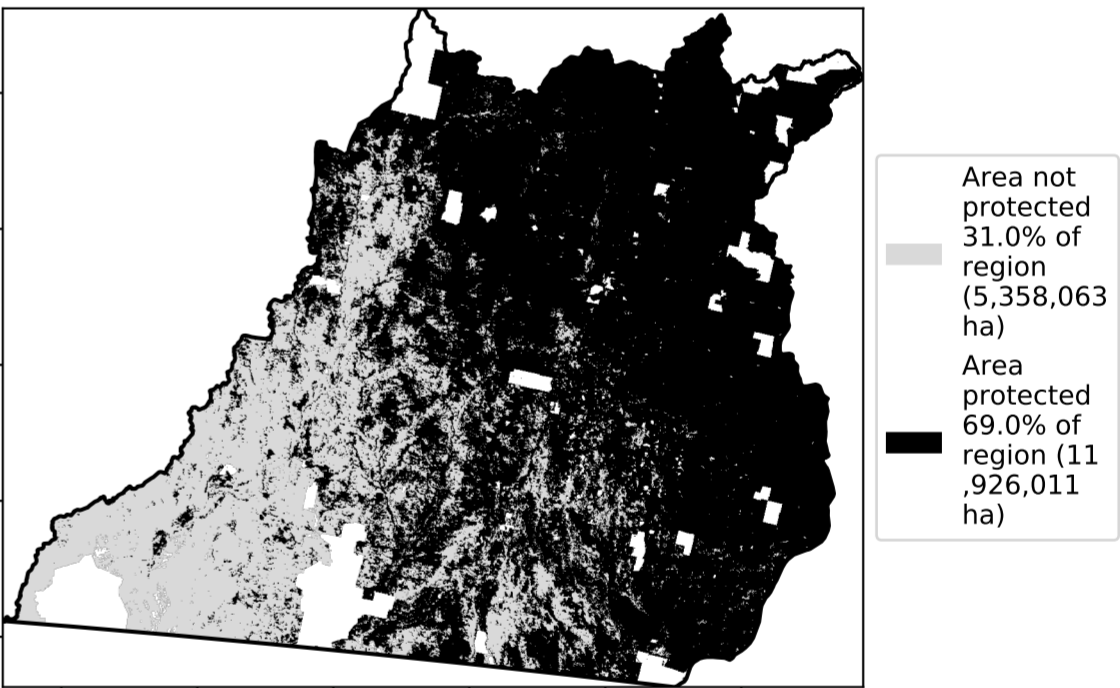 Area not
protected
31.0% of
region
(5,358,063
ha)
Area
protected
69.0% of
region (11
,926,011
ha)